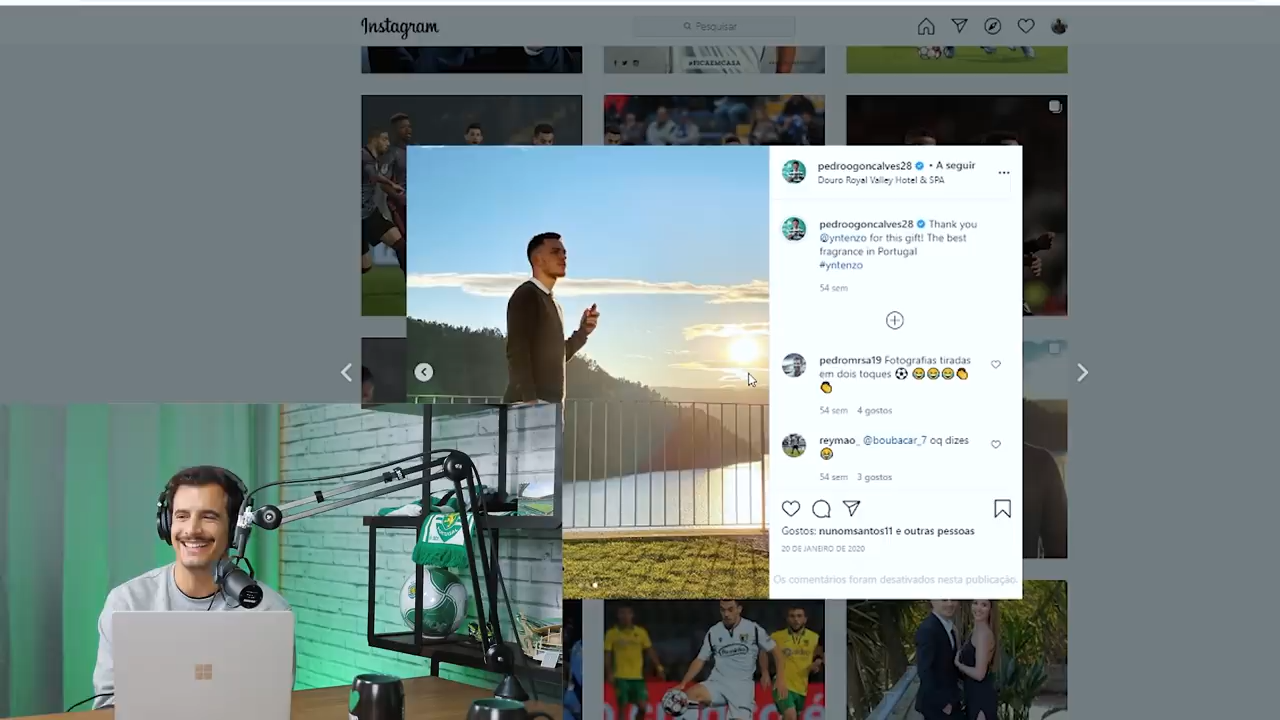 Instagram
Pesquisar
#FICAEMCASA
pedroogoncalves28 • A seguir
Douro Royal Valley Hotel & SPA
pedroogoncalves28 Thank you
@yntenzo for this gift! The best
fragrance in Portugal
#yntenzo
54 sem
pedromrsa19 Fotografias tiradas
em dois toques ⚽ 😂😂😂👏
👏
54 sem 4 gostos
reymao_ @boubacar_7 oq dizes
😂
54 sem 3 gostos
Gostos: nunomsantos11 e outras pessoas
20 DE JANEIRO DE 2020
Os comentários foram desativados nesta publicação.